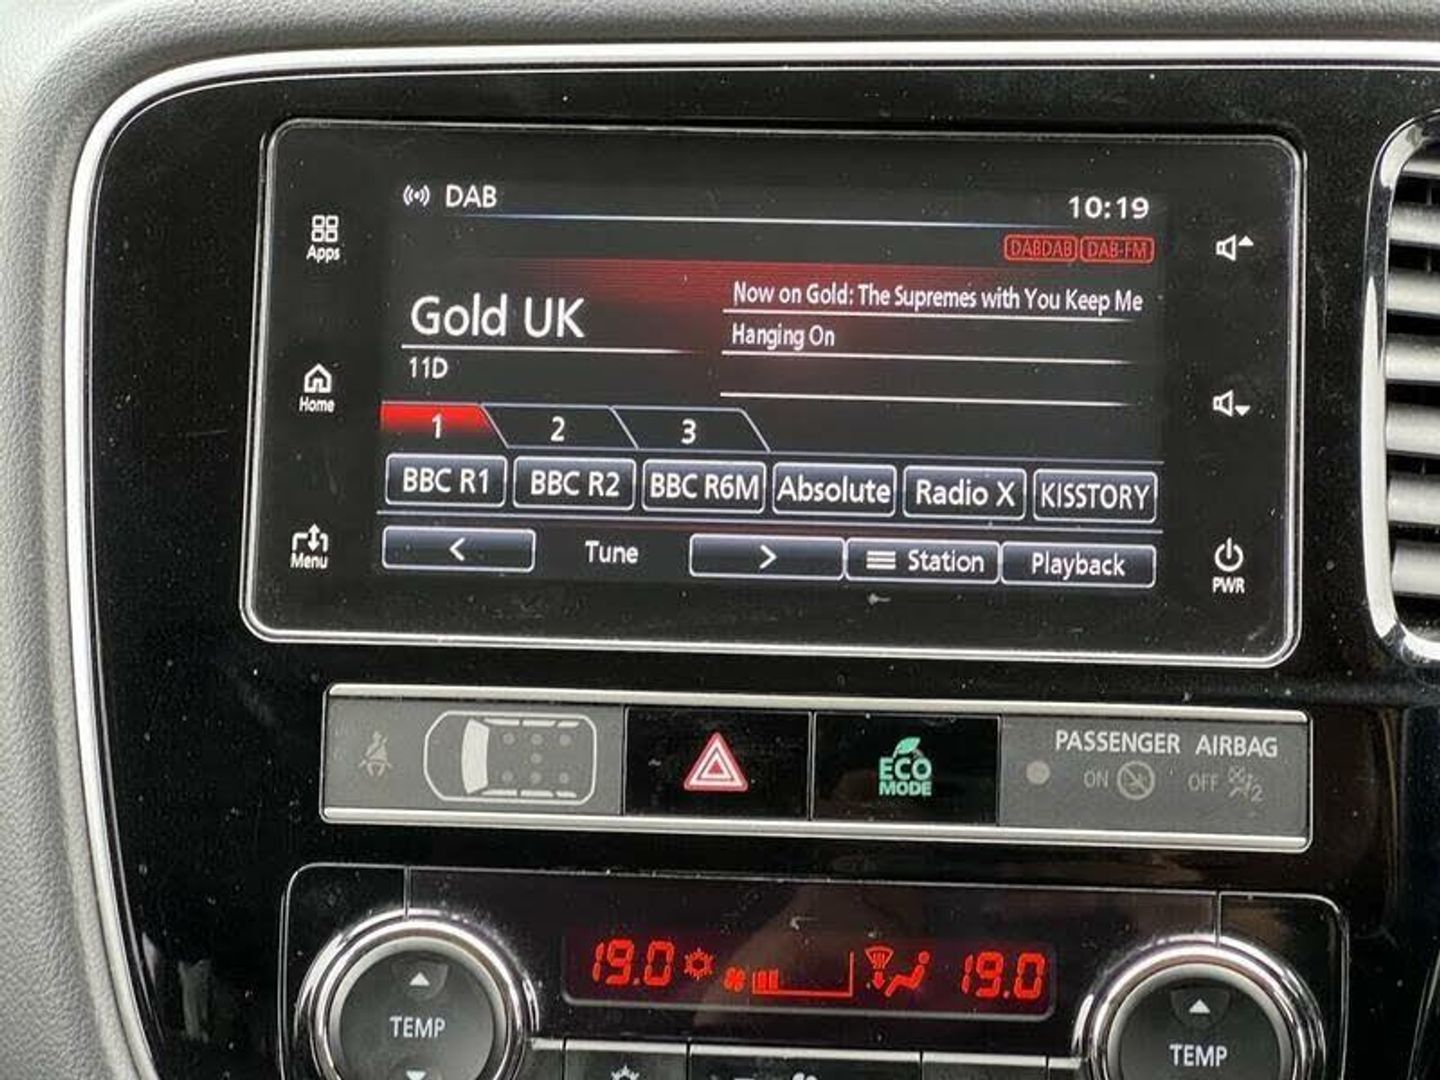 DAB
10:19
DABDAB DAB-FM
Apps
Gold UK
Now on Gold: The Supremes with You Keep Me
Hanging On
11D
Home
1 2 3
BBC R1 BBC R2 BBC R6M Absolute Radio X KISSTORY
Menu
< Tune > Station Playback
PWR
ECO
MODE
PASSENGER AIRBAG
ON OFF 2
19.0 19.0
TEMP
TEMP